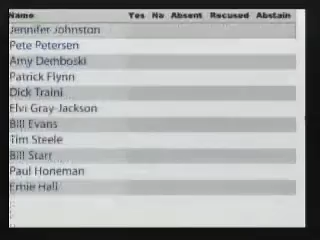 Name Yes No Absent Recused Abstain
Jennifer Johnston
Pete Petersen
Amy Demboski
Patrick Flynn
Dick Traini
Elvi Gray-Jackson
Bill Evans
Tim Steele
Bill Starr
Paul Honeman
Ernie Hall